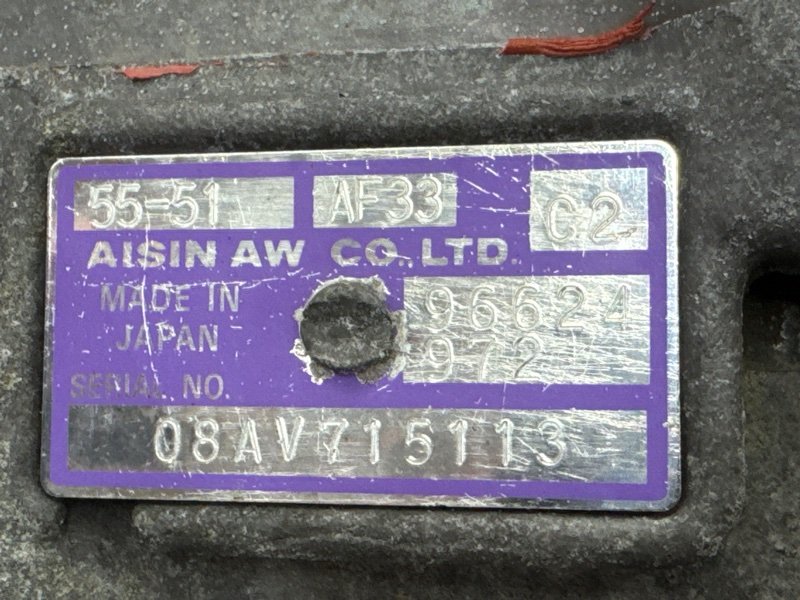 55-51 AF33 C2
AISIN AW CO.,LTD.
MADE IN
JAPAN
96624
972
SERIAL NO.
08AV715113